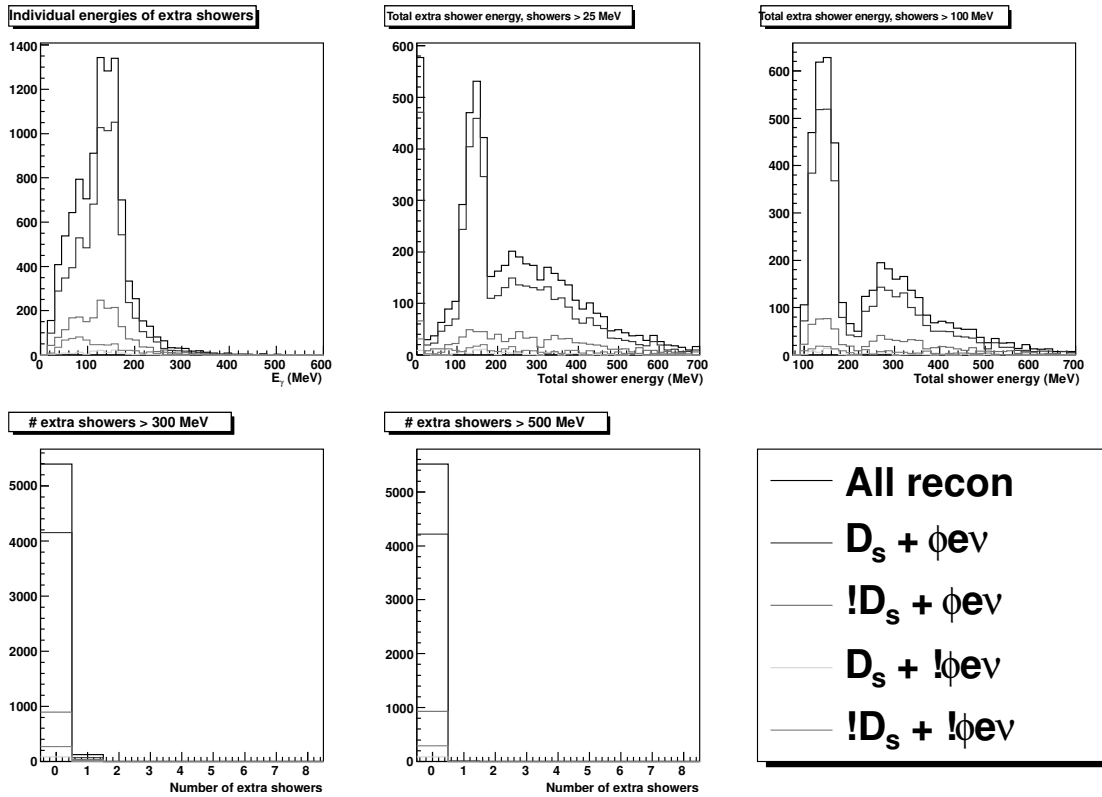 Individual energies of extra showers
1400
1200
1000
800
600
400
200
0
0 100 200 300 400 500 600
Eγ (MeV)
Total extra shower energy, showers > 25 MeV
600
500
400
300
200
100
0
0 100 200 300 400 500 600 700
Total shower energy (MeV)
Total extra shower energy, showers > 100 MeV
600
500
400
300
200
100
0
100 200 300 400 500 600 700
Total shower energy (MeV)
# extra showers > 300 MeV
5000
4000
3000
2000
1000
0
0 1 2 3 4 5 6 7 8
Number of extra showers
# extra showers > 500 MeV
5000
4000
3000
2000
1000
0
0 1 2 3 4 5 6 7 8
Number of extra showers
All recon
Ds + ϕeν
!Ds + ϕeν
Ds + !ϕeν
!Ds + !ϕeν